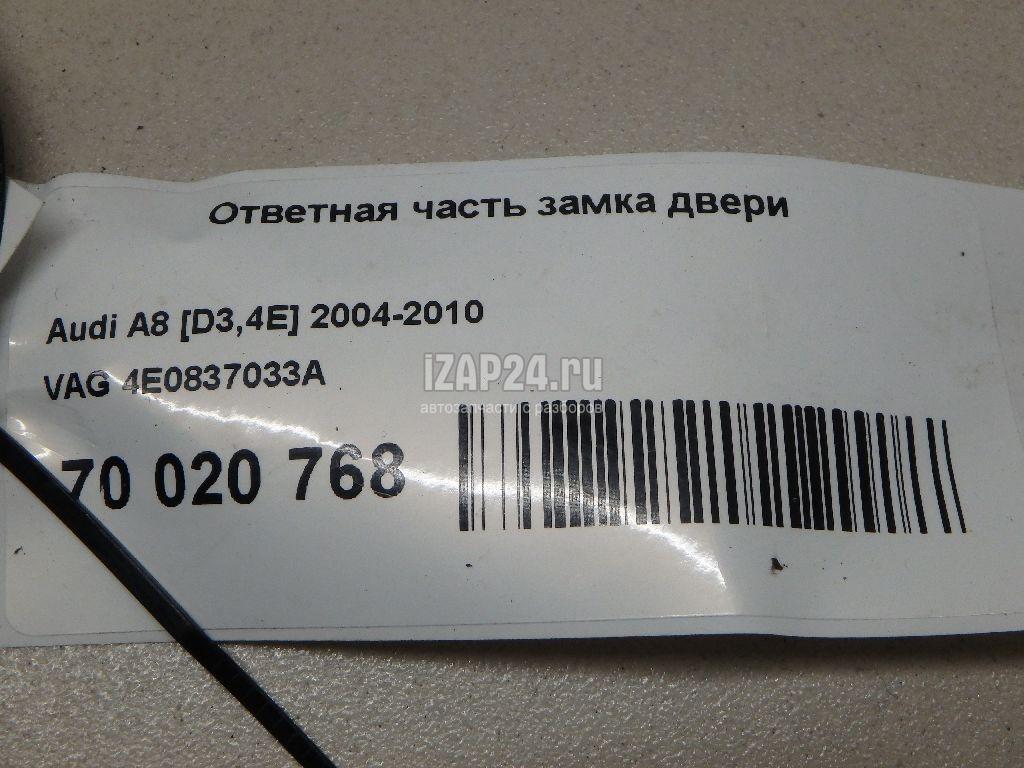 Ответная часть замка двери
Audi A8 [D3,4E] 2004-2010
VAG 4E0837033A
iZAP24.ru
автозапчасти с разборов
70 020 768